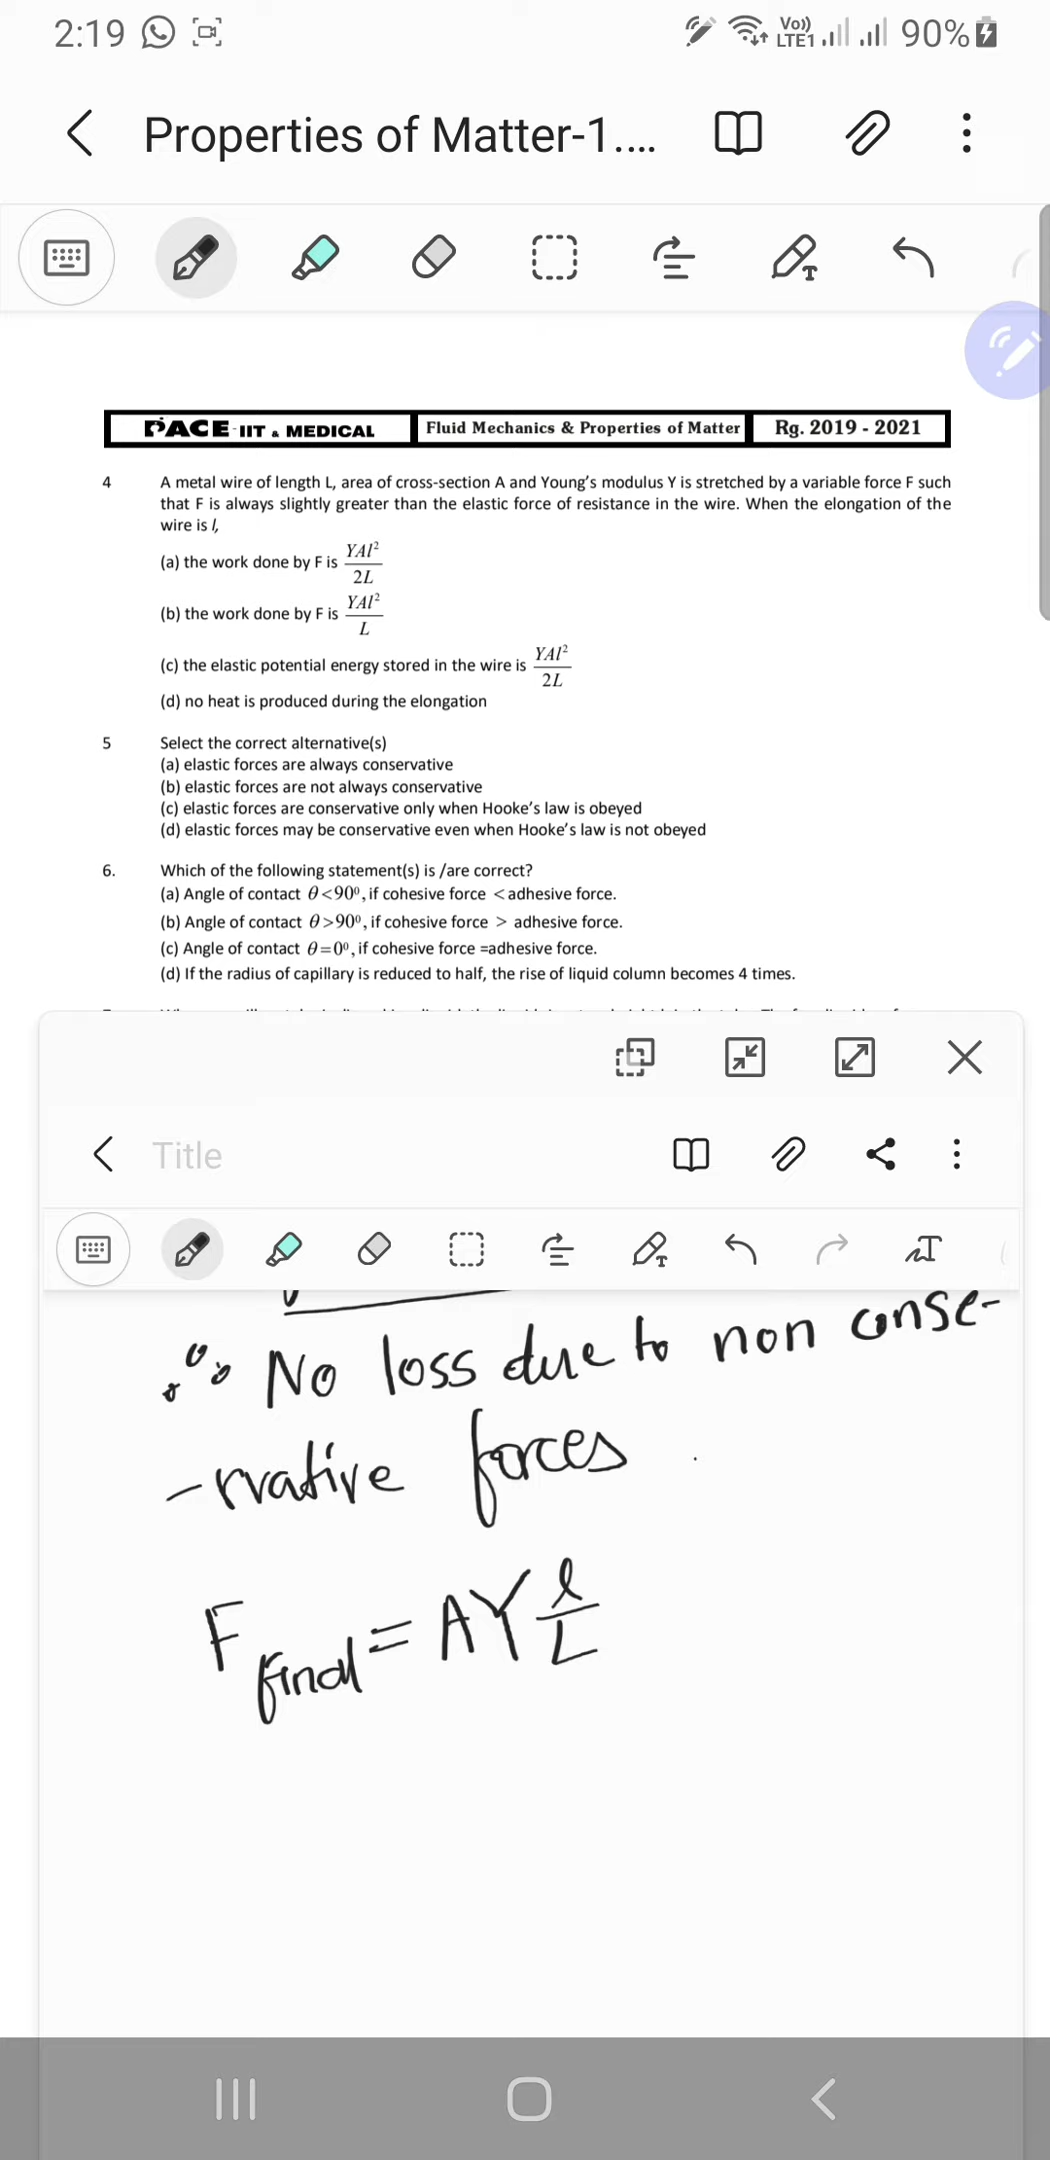 2:19 Vo)) LTE1 90%
Properties of Matter-1....
PACE IIT & MEDICAL Fluid Mechanics & Properties of Matter Rg. 2019 - 2021
4 A metal wire of length L, area of cross-section A and Young's modulus Y is stretched by a variable force F such
that F is always slightly greater than the elastic force of resistance in the wire. When the elongation of the
wire is l,
(a) the work done by F is YAl²/2L
(b) the work done by F is YAl²/L
(c) the elastic potential energy stored in the wire is YAl²/2L
(d) no heat is produced during the elongation
5 Select the correct alternative(s)
(a) elastic forces are always conservative
(b) elastic forces are not always conservative
(c) elastic forces are conservative only when Hooke's law is obeyed
(d) elastic forces may be conservative even when Hooke's law is not obeyed
6. Which of the following statement(s) is /are correct?
(a) Angle of contact θ<90⁰, if cohesive force < adhesive force.
(b) Angle of contact θ>90⁰, if cohesive force > adhesive force.
(c) Angle of contact θ=0⁰, if cohesive force =adhesive force.
(d) If the radius of capillary is reduced to half, the rise of liquid column becomes 4 times.
Title
∴ No loss due to non conse-
-rvative forces .
F final = AY l/L